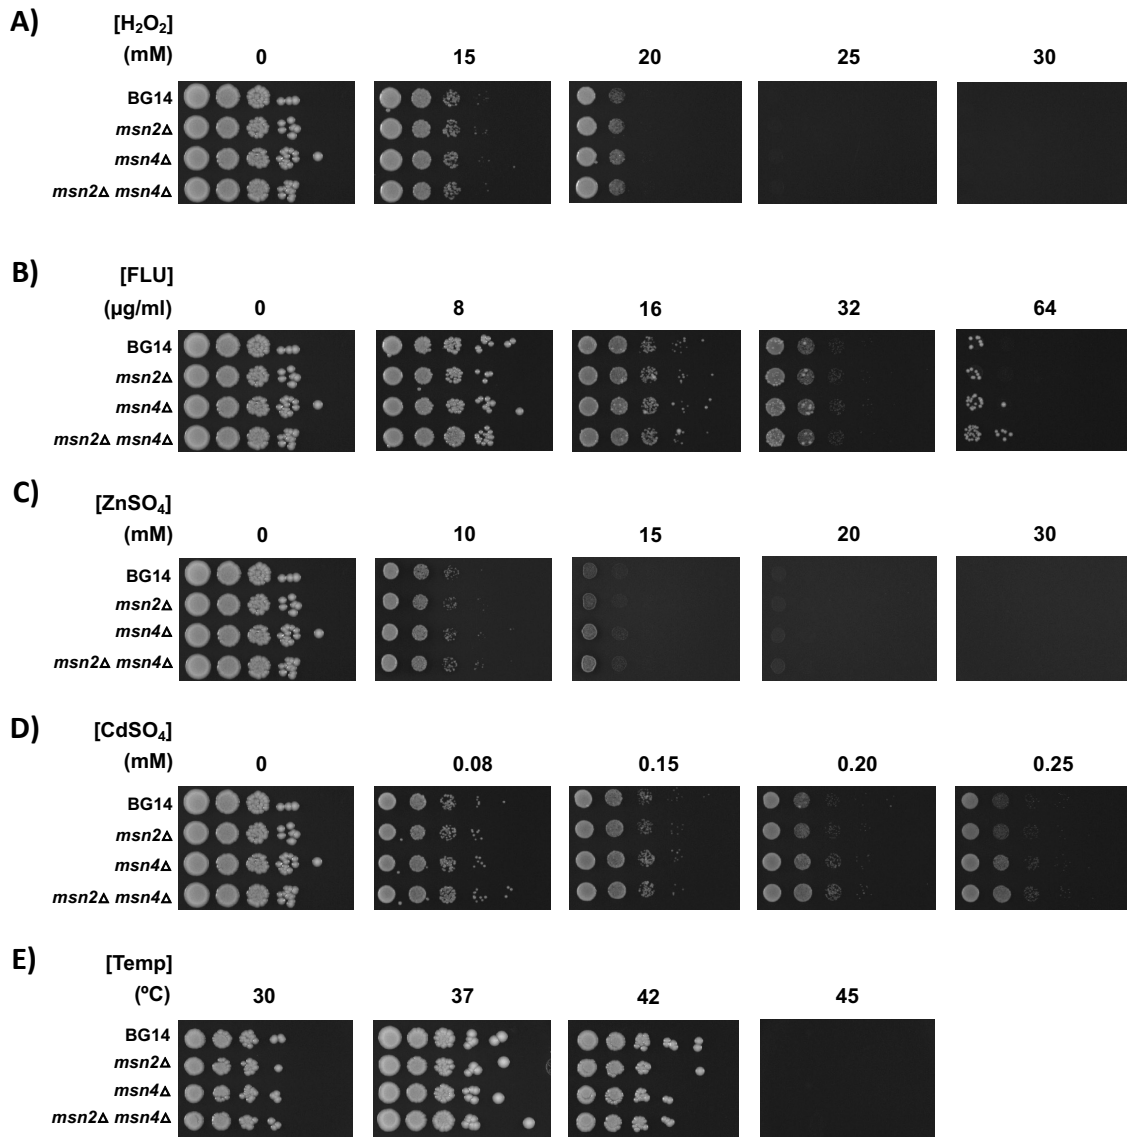 A)
[H₂O₂]
(mM) 0 15 20 25 30
BG14
msn2Δ
msn4Δ
msn2Δ msn4Δ
B)
[FLU]
(µg/ml) 0 8 16 32 64
BG14
msn2Δ
msn4Δ
msn2Δ msn4Δ
C)
[ZnSO₄]
(mM) 0 10 15 20 30
BG14
msn2Δ
msn4Δ
msn2Δ msn4Δ
D)
[CdSO₄]
(mM) 0 0.08 0.15 0.20 0.25
BG14
msn2Δ
msn4Δ
msn2Δ msn4Δ
E)
[Temp]
(ºC) 30 37 42 45
BG14
msn2Δ
msn4Δ
msn2Δ msn4Δ